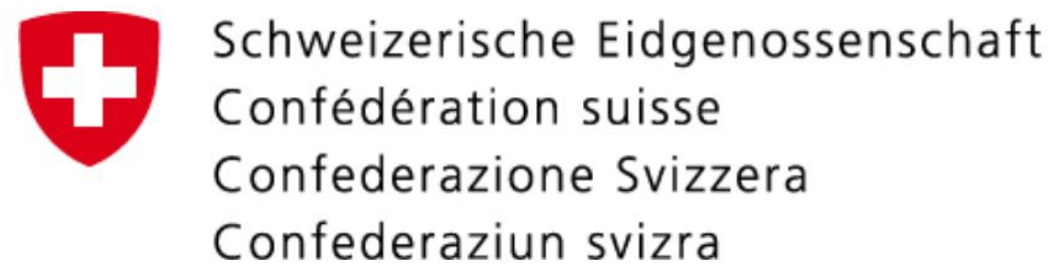 Schweizerische Eidgenossenschaft
Confédération suisse
Confederazione Svizzera
Confederaziun svizra